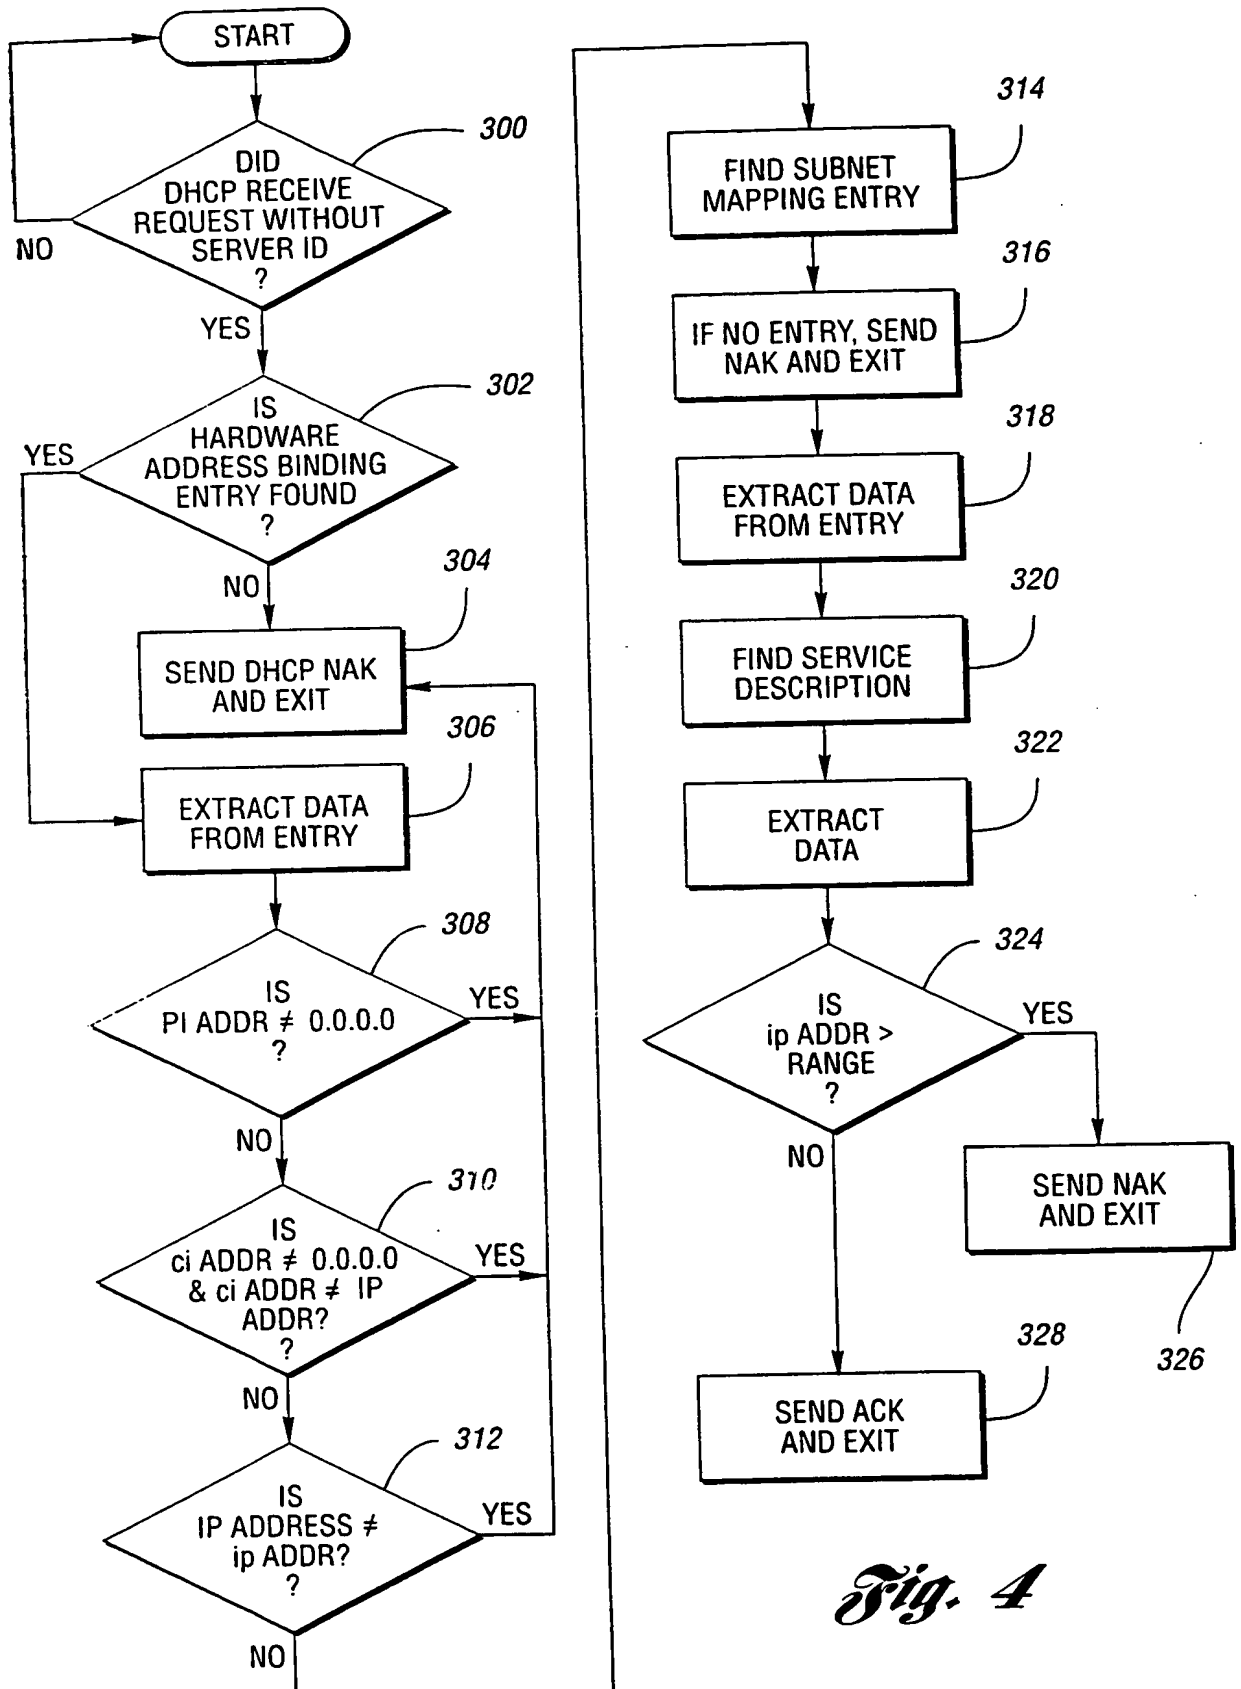 START
300
DID
DHCP RECEIVE
REQUEST WITHOUT
SERVER ID
?
NO
YES
302
IS
HARDWARE
ADDRESS BINDING
ENTRY FOUND
?
YES
NO
304
SEND DHCP NAK
AND EXIT
306
EXTRACT DATA
FROM ENTRY
308
IS
PI ADDR ≠ 0.0.0.0
?
YES
NO
310
IS
ci ADDR ≠ 0.0.0.0
& ci ADDR ≠ IP
ADDR?
?
YES
NO
312
IS
IP ADDRESS ≠
ip ADDR?
?
YES
NO
314
FIND SUBNET
MAPPING ENTRY
316
IF NO ENTRY, SEND
NAK AND EXIT
318
EXTRACT DATA
FROM ENTRY
320
FIND SERVICE
DESCRIPTION
322
EXTRACT
DATA
324
IS
ip ADDR >
RANGE
?
YES
NO
SEND NAK
AND EXIT
326
328
SEND ACK
AND EXIT
Fig. 4